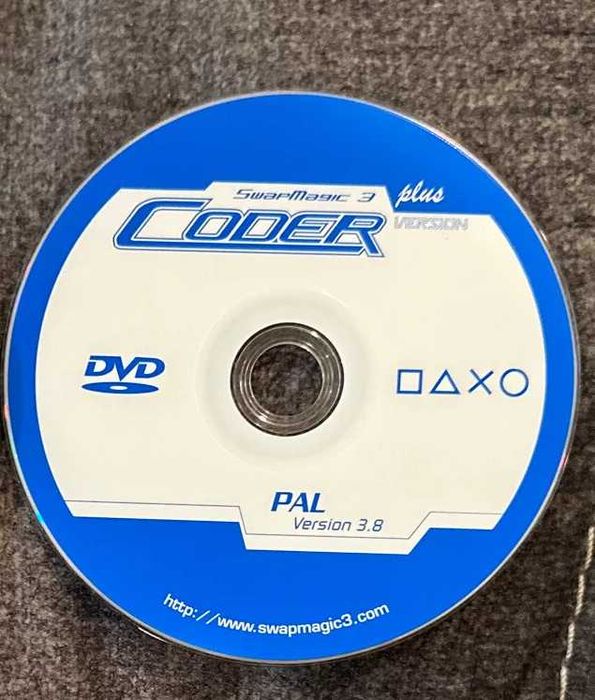 SwapMagic 3 plus
CODER VERSION
DVD
PAL
Version 3.8
http://www.swapmagic3.com